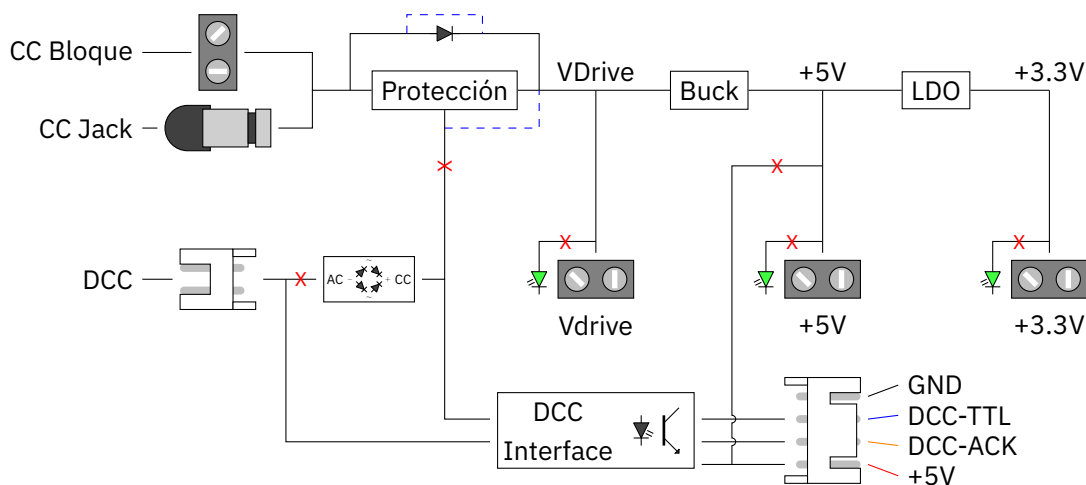 CC Bloque
VDrive
+5V
+3.3V
Protección
Buck
LDO
CC Jack
DCC
AC
CC
Vdrive
+5V
+3.3V
DCC
Interface
GND
DCC-TTL
DCC-ACK
+5V